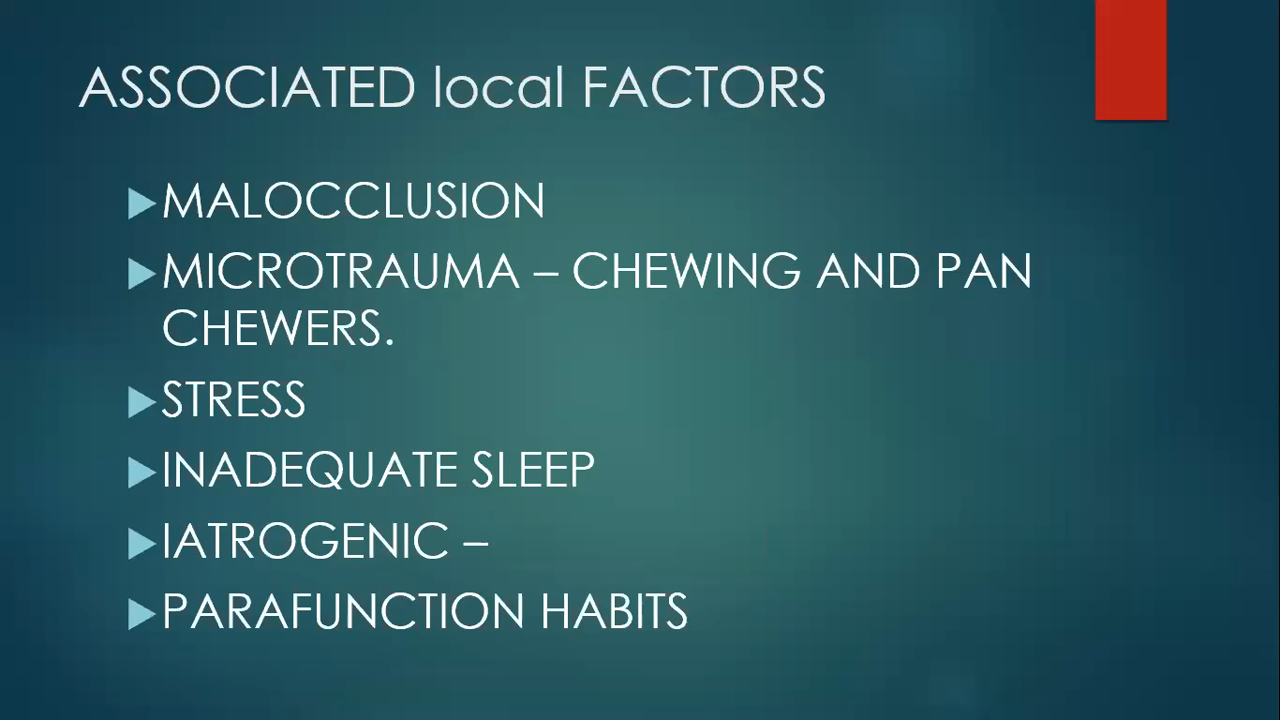 ASSOCIATED local FACTORS
MALOCCLUSION
MICROTRAUMA – CHEWING AND PAN
CHEWERS.
STRESS
INADEQUATE SLEEP
IATROGENIC –
PARAFUNCTION HABITS